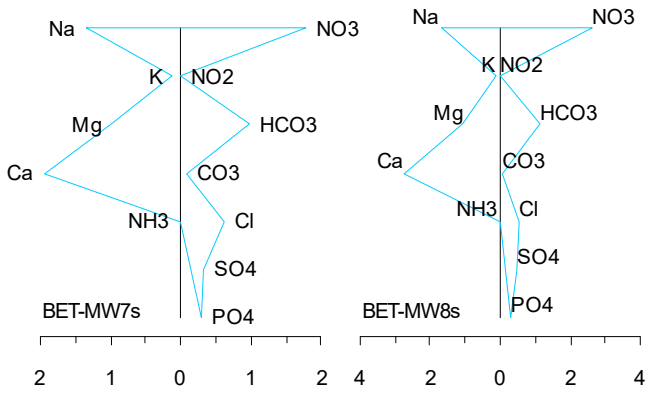 Na NO3
K NO2
Mg HCO3
Ca CO3
NH3 Cl
SO4
BET-MW7s PO4
2 1 0 1 2
Na NO3
K NO2
Mg HCO3
Ca CO3
NH3 Cl
SO4
BET-MW8s PO4
4 2 0 2 4